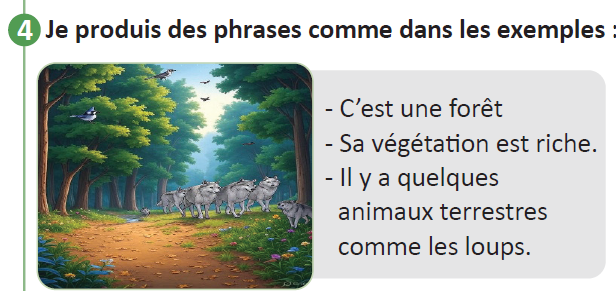 4 Je produis des phrases comme dans les exemples :
- C’est une forêt
- Sa végétation est riche.
- Il y a quelques
animaux terrestres
comme les loups.